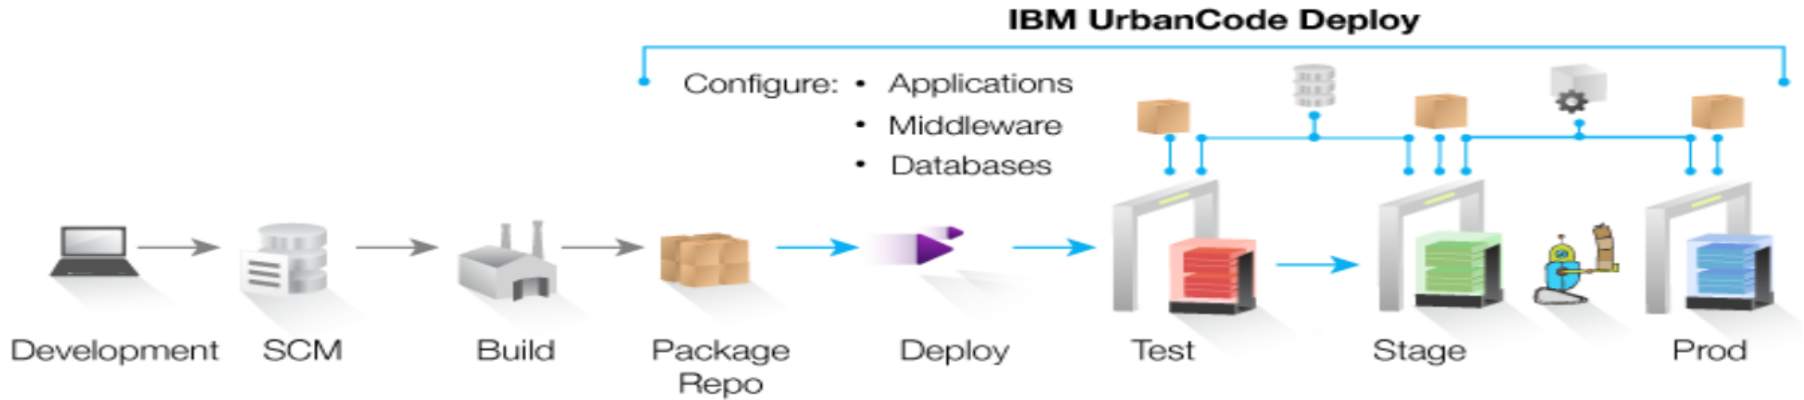 IBM UrbanCode Deploy
Configure: • Applications
• Middleware
• Databases
Development
SCM
Build
Package
Repo
Deploy
Test
Stage
Prod